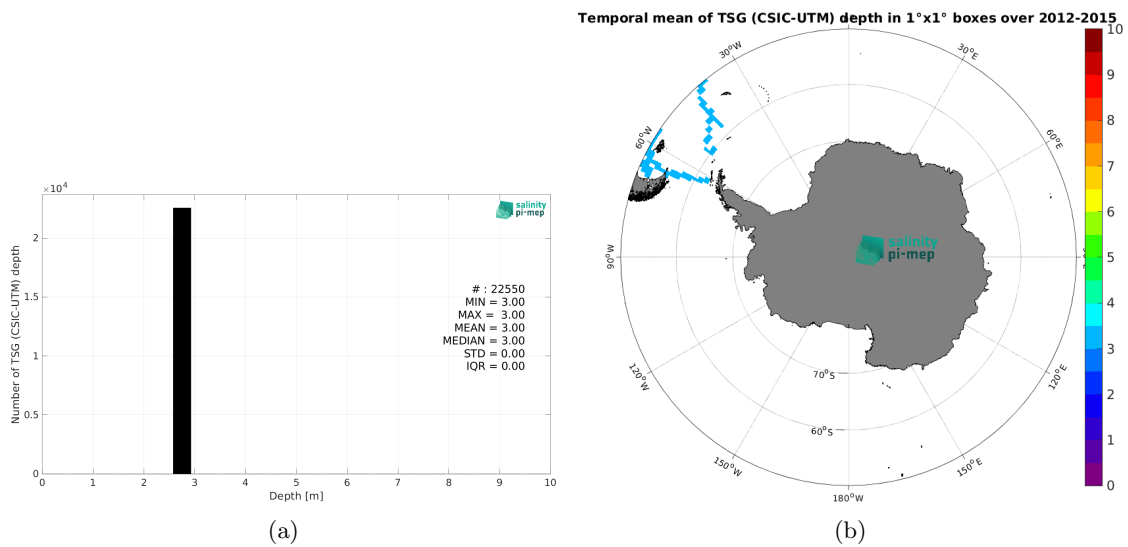 Temporal mean of TSG (CSIC-UTM) depth in 1°x1° boxes over 2012-2015
×10⁴
2
1.5
1
0.5
0
Number of TSG (CSIC-UTM) depth
salinity
pi-mep
# : 22550
MIN = 3.00
MAX = 3.00
MEAN = 3.00
MEDIAN = 3.00
STD = 0.00
IQR = 0.00
0 1 2 3 4 5 6 7 8 9 10
Depth [m]
(a)
30°W
30°E
60°W
60°E
90°W
salinity
pi-mep
120°W
120°E
70°S
60°S
150°W
150°E
180°W
10
9
8
7
6
5
4
3
2
1
0
(b)